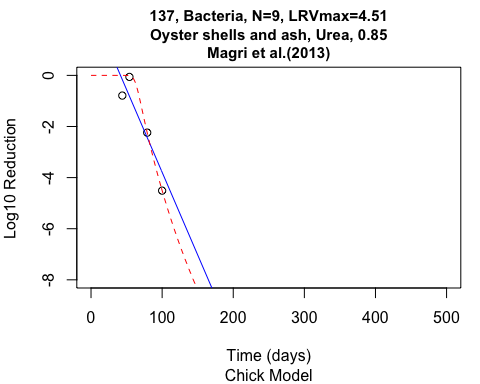 137, Bacteria, N=9, LRVmax=4.51
Oyster shells and ash, Urea, 0.85
Magri et al.(2013)
Log10 Reduction
0
-2
-4
-6
-8
0 100 200 300 400 500
Time (days)
Chick Model